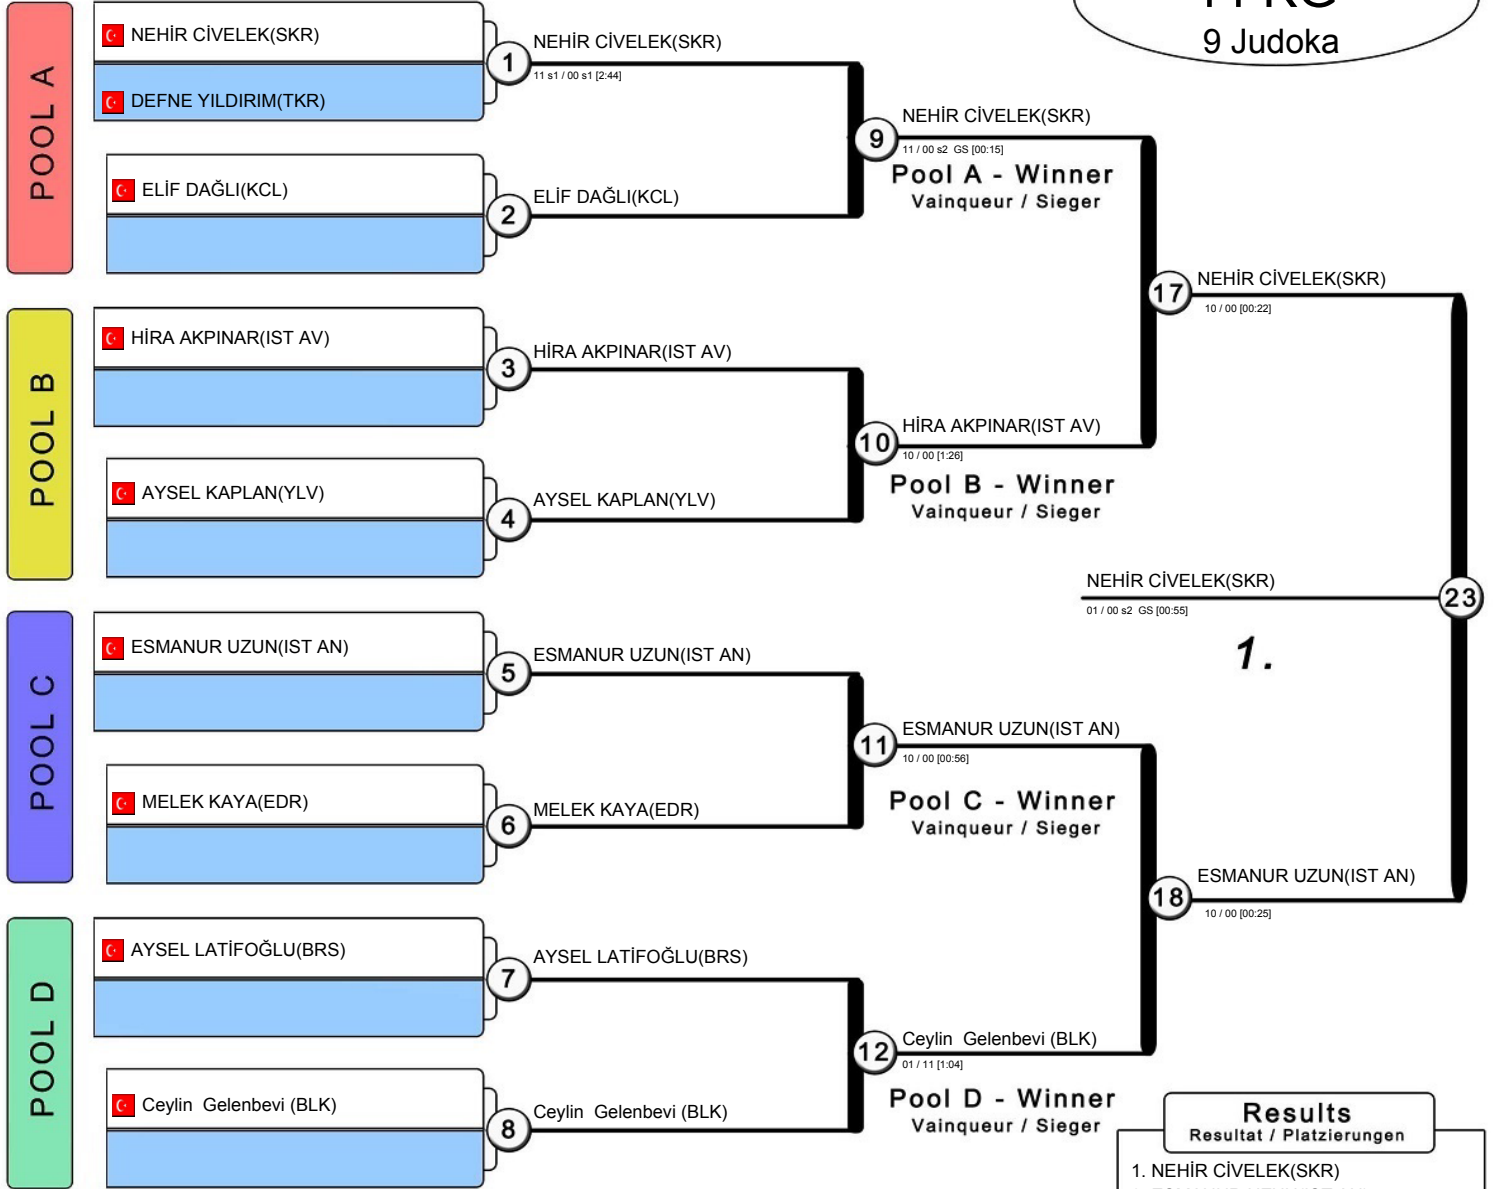 9 Judoka
POOL A
NEHİR CİVELEK(SKR)
DEFNE YILDIRIM(TKR)
1
NEHİR CİVELEK(SKR)
11 s1 / 00 s1 [2:44]
ELİF DAĞLI(KCL)
2
ELİF DAĞLI(KCL)
9
NEHİR CİVELEK(SKR)
11 / 00 s2 GS [00:15]
Pool A - Winner
Vainqueur / Sieger
POOL B
HİRA AKPINAR(IST AV)
3
HİRA AKPINAR(IST AV)
AYSEL KAPLAN(YLV)
4
AYSEL KAPLAN(YLV)
10
HİRA AKPINAR(IST AV)
10 / 00 [1:26]
Pool B - Winner
Vainqueur / Sieger
17
NEHİR CİVELEK(SKR)
10 / 00 [00:22]
NEHİR CİVELEK(SKR)
23
01 / 00 s2 GS [00:55]
1.
POOL C
ESMANUR UZUN(IST AN)
5
ESMANUR UZUN(IST AN)
MELEK KAYA(EDR)
6
MELEK KAYA(EDR)
11
ESMANUR UZUN(IST AN)
10 / 00 [00:56]
Pool C - Winner
Vainqueur / Sieger
18
ESMANUR UZUN(IST AN)
10 / 00 [00:25]
POOL D
AYSEL LATİFOĞLU(BRS)
7
AYSEL LATİFOĞLU(BRS)
Ceylin Gelenbevi (BLK)
8
Ceylin Gelenbevi (BLK)
12
Ceylin Gelenbevi (BLK)
01 / 11 [1:04]
Pool D - Winner
Vainqueur / Sieger
Results
Resultat / Platzierungen
1. NEHİR CİVELEK(SKR)